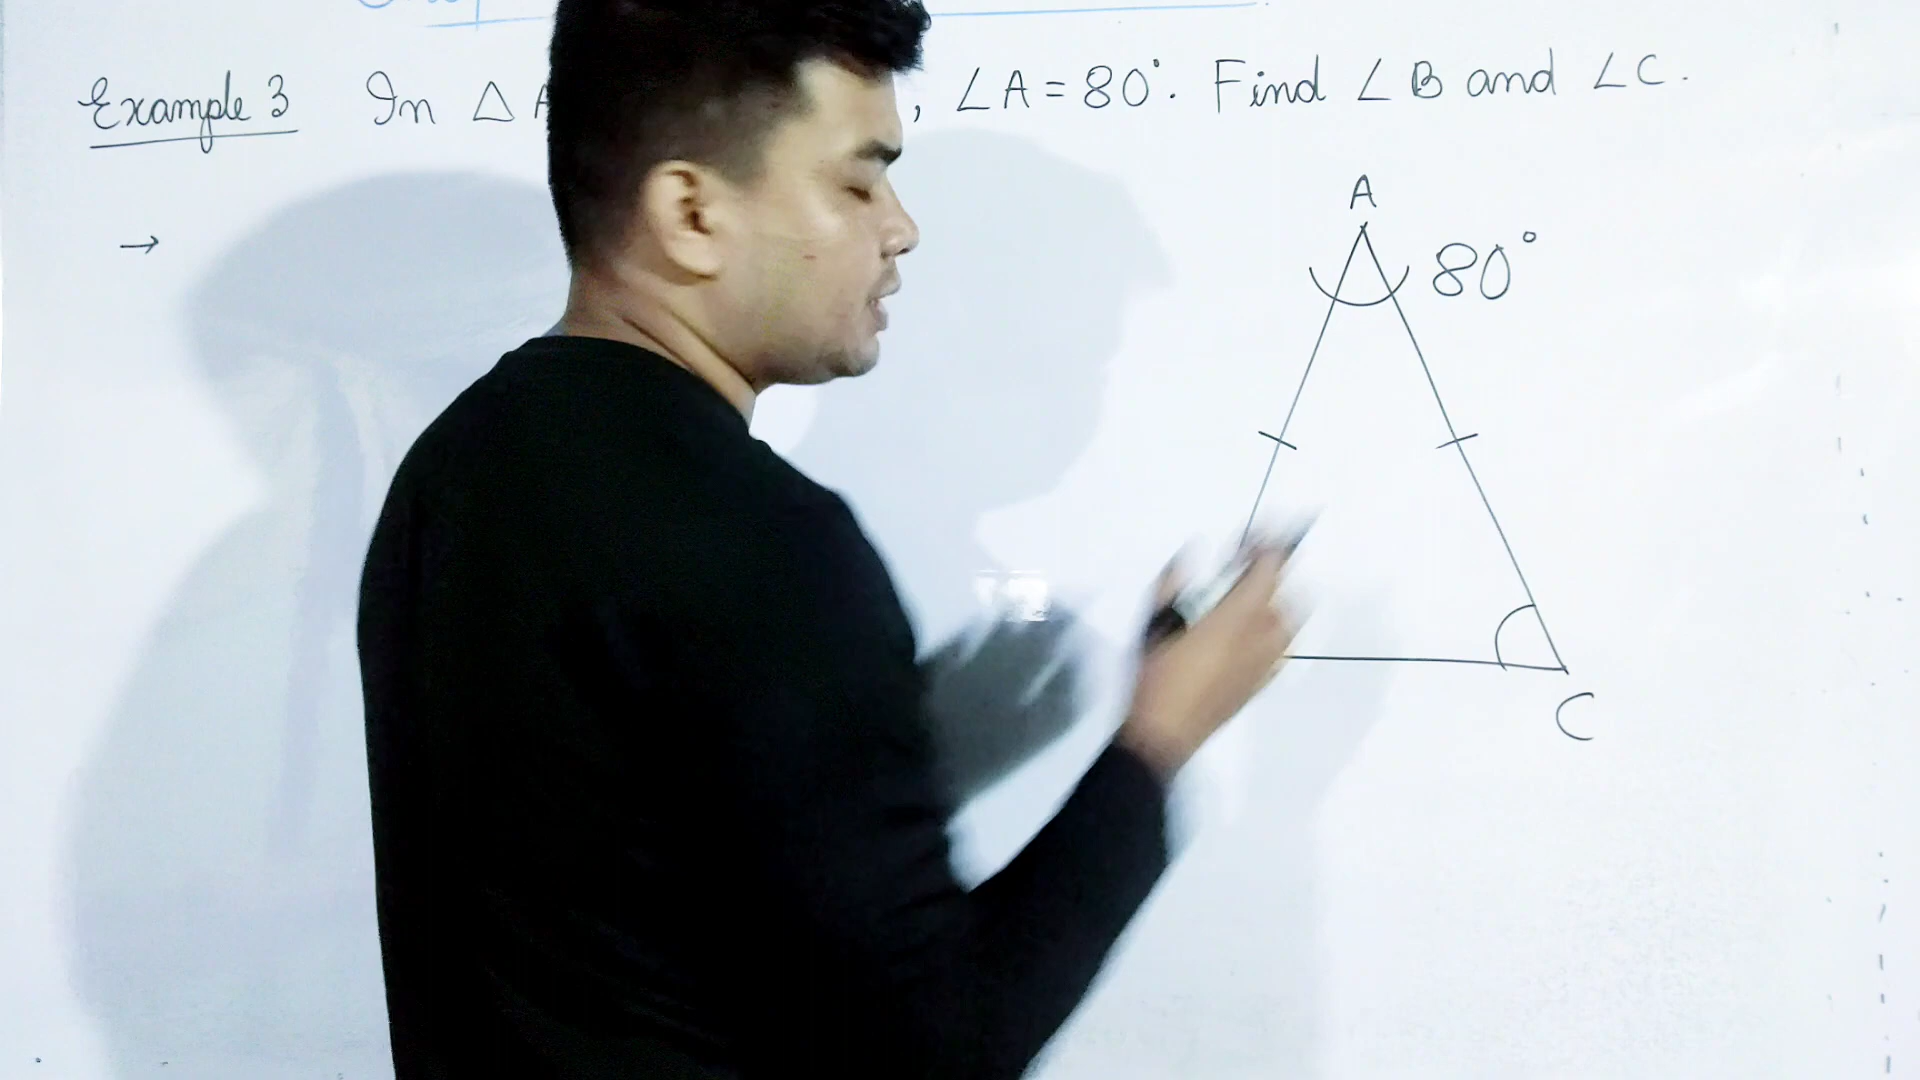 Example 3 In △ A , ∠A = 80°. Find ∠B and ∠C.
→
A
80°
C